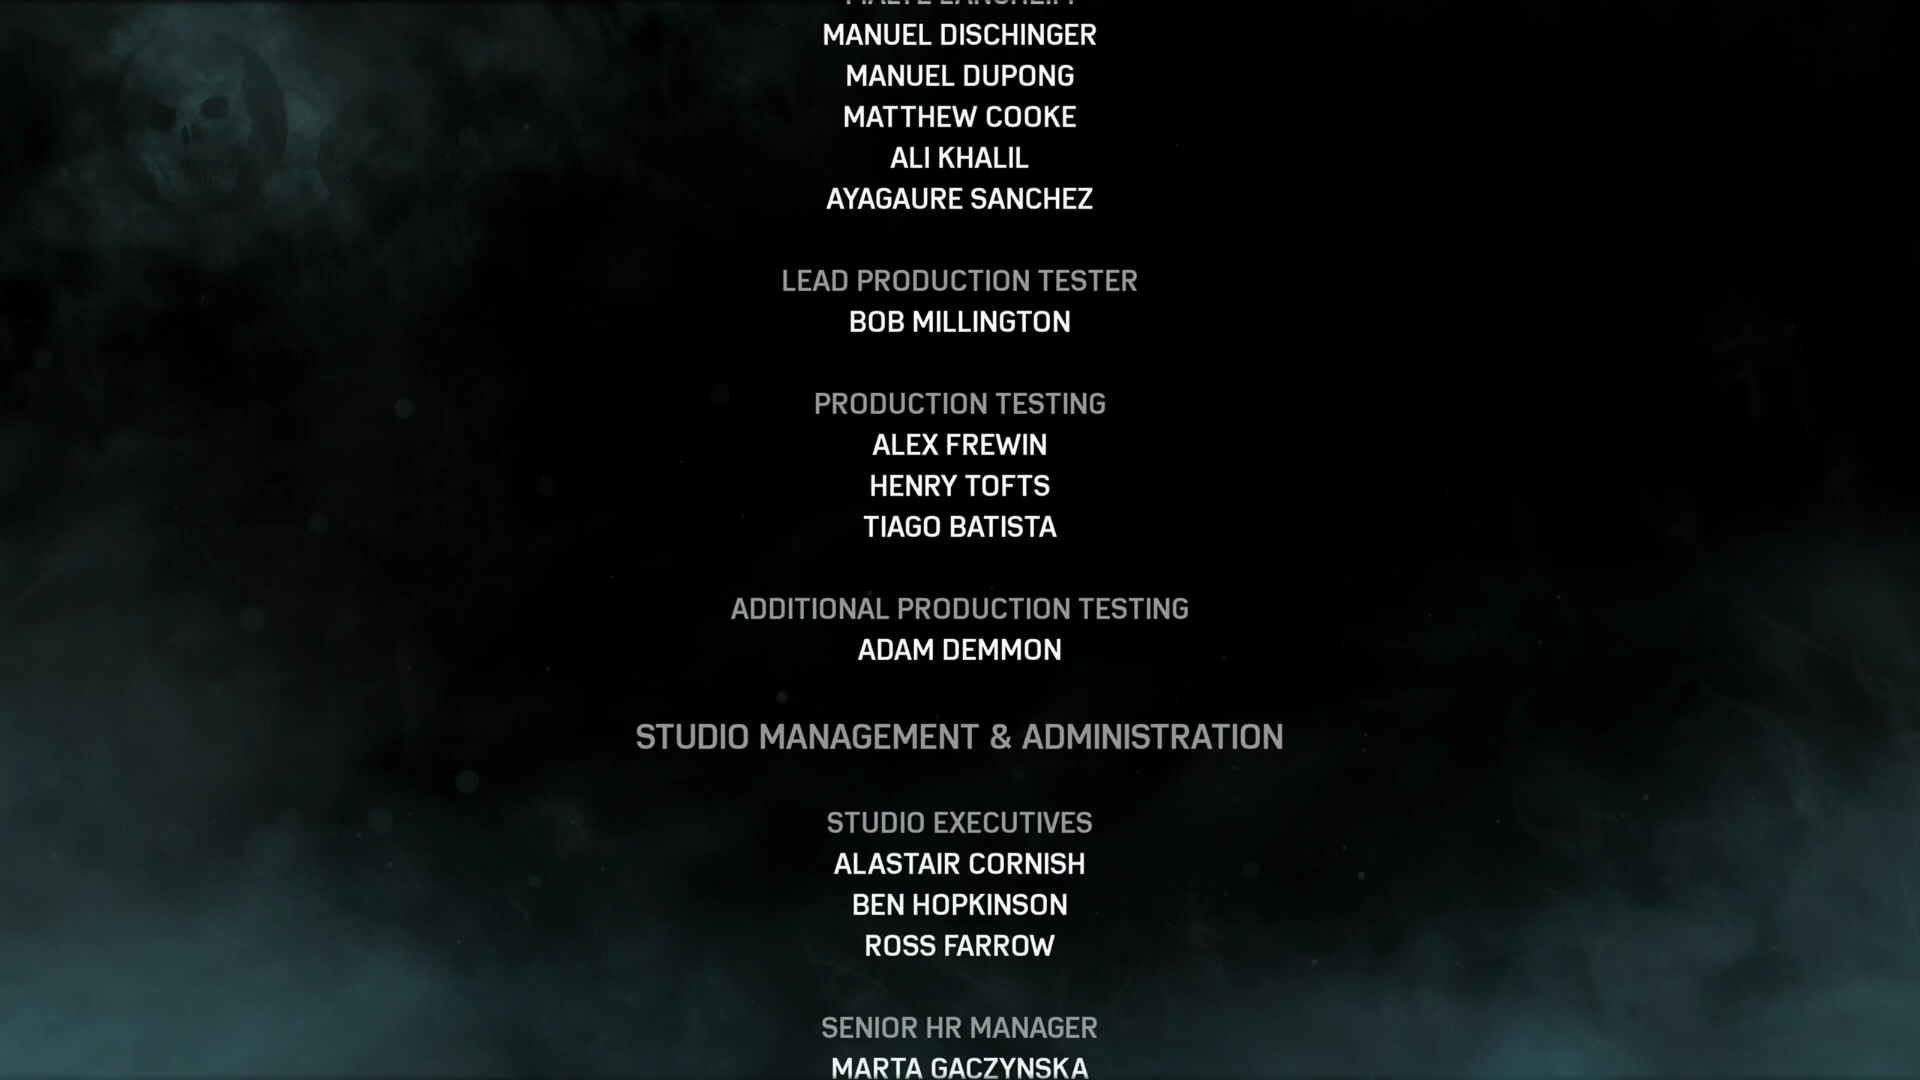 MANUEL DISCHINGER
MANUEL DUPONG
MATTHEW COOKE
ALI KHALIL
AYAGAURE SANCHEZ
LEAD PRODUCTION TESTER
BOB MILLINGTON
PRODUCTION TESTING
ALEX FREWIN
HENRY TOFTS
TIAGO BATISTA
ADDITIONAL PRODUCTION TESTING
ADAM DEMMON
STUDIO MANAGEMENT & ADMINISTRATION
STUDIO EXECUTIVES
ALASTAIR CORNISH
BEN HOPKINSON
ROSS FARROW
SENIOR HR MANAGER
MARTA GACZYNSKA